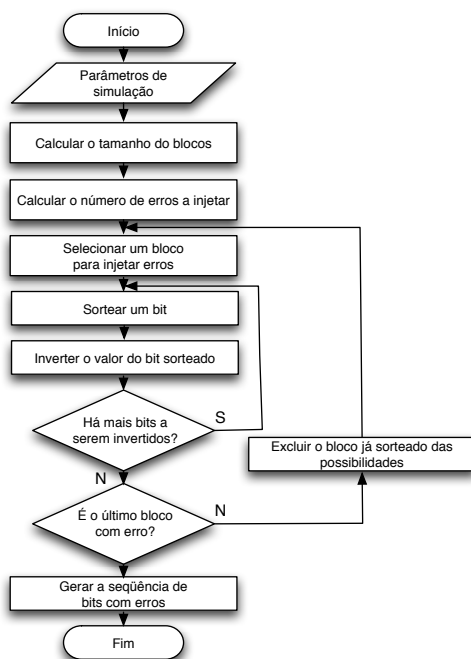 Início
Parâmetros de
simulação
Calcular o tamanho do blocos
Calcular o número de erros a injetar
Selecionar um bloco
para injetar erros
Sortear um bit
Inverter o valor do bit sorteado
Há mais bits a
serem invertidos?
S
N
Excluir o bloco já sorteado das
possibilidades
É o último bloco
com erro?
N
Gerar a seqüência de
bits com erros
Fim